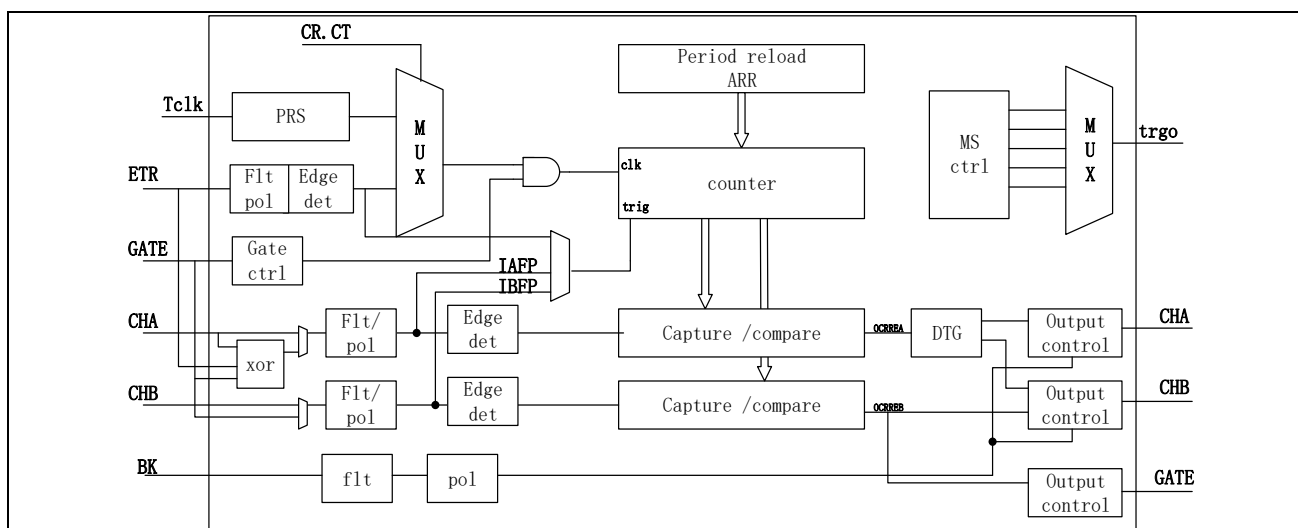 CR.CT
Period reload
ARR
Tclk
PRS
MUX
MS
ctrl
MUX
trgo
ETR
Flt
pol
Edge
det
clk
counter
trig
GATE
Gate
ctrl
IAFP
IBFP
CHA
Flt/
pol
Edge
det
Capture /compare
OCRREA
DTG
Output
control
CHA
xor
CHB
Flt/
pol
Edge
det
Capture /compare
OCRREB
Output
control
CHB
BK
flt
pol
Output
control
GATE